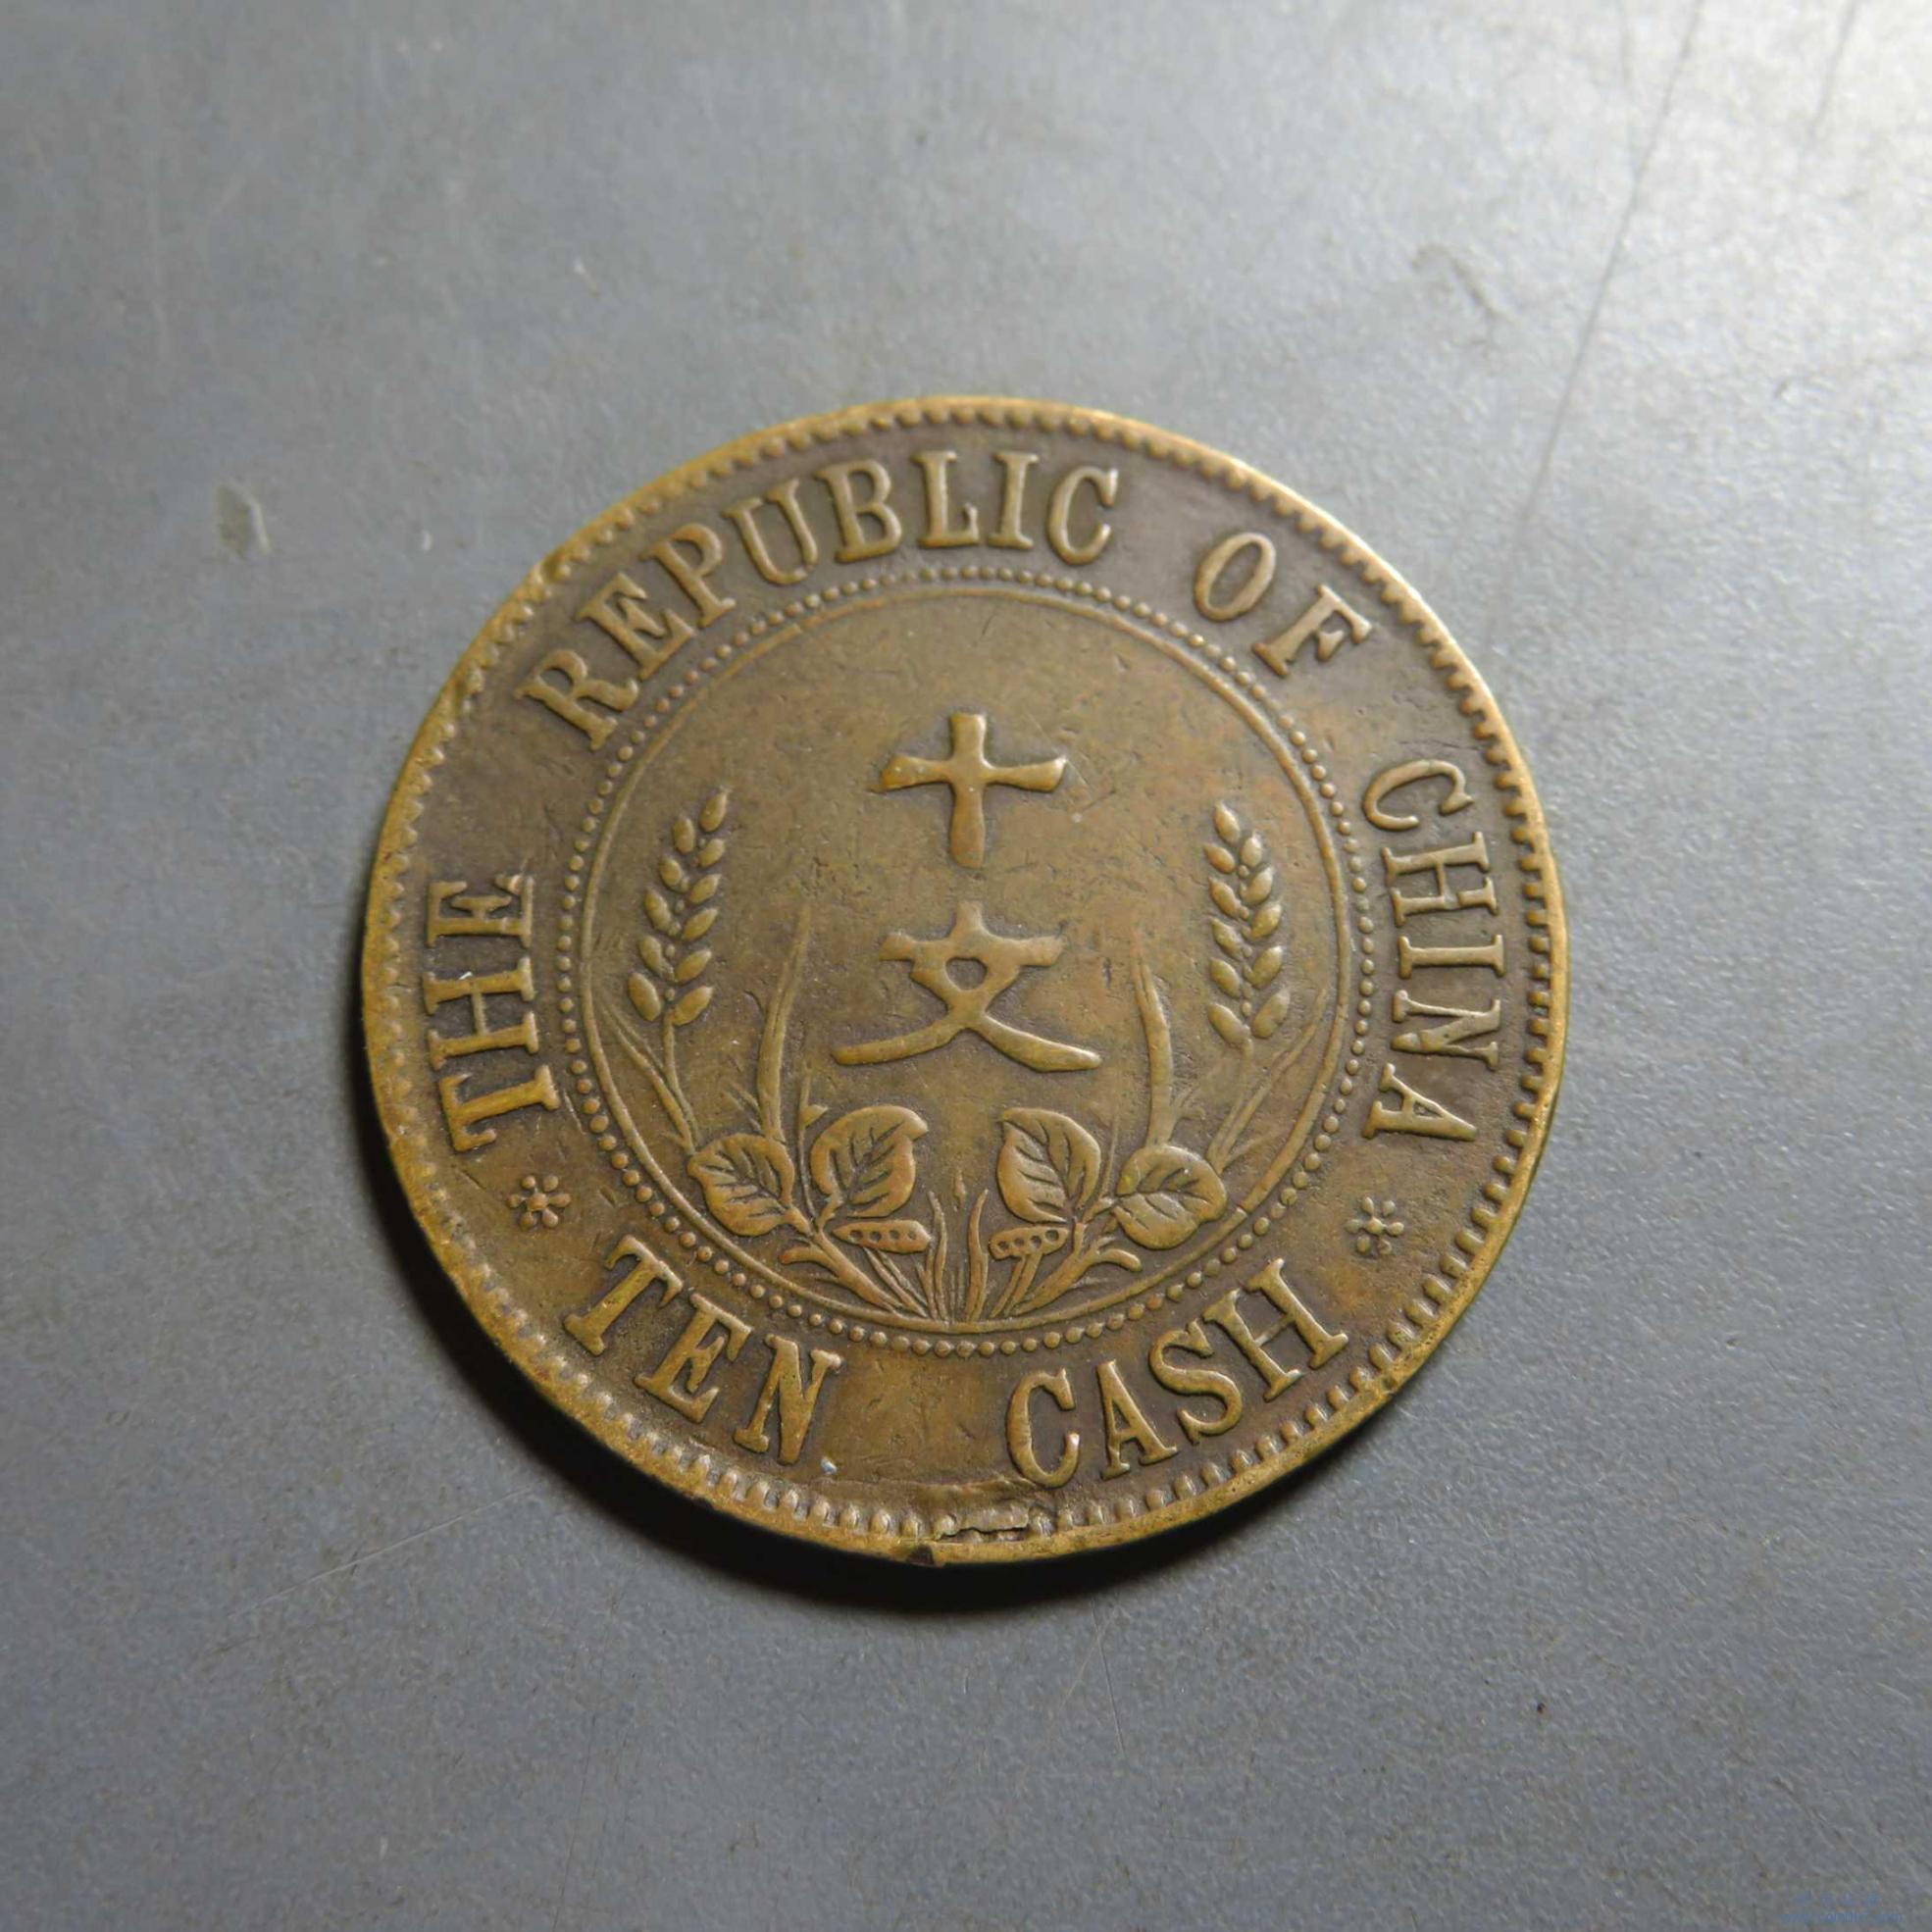 THE REPUBLIC OF CHINA
十
文
TEN CASH